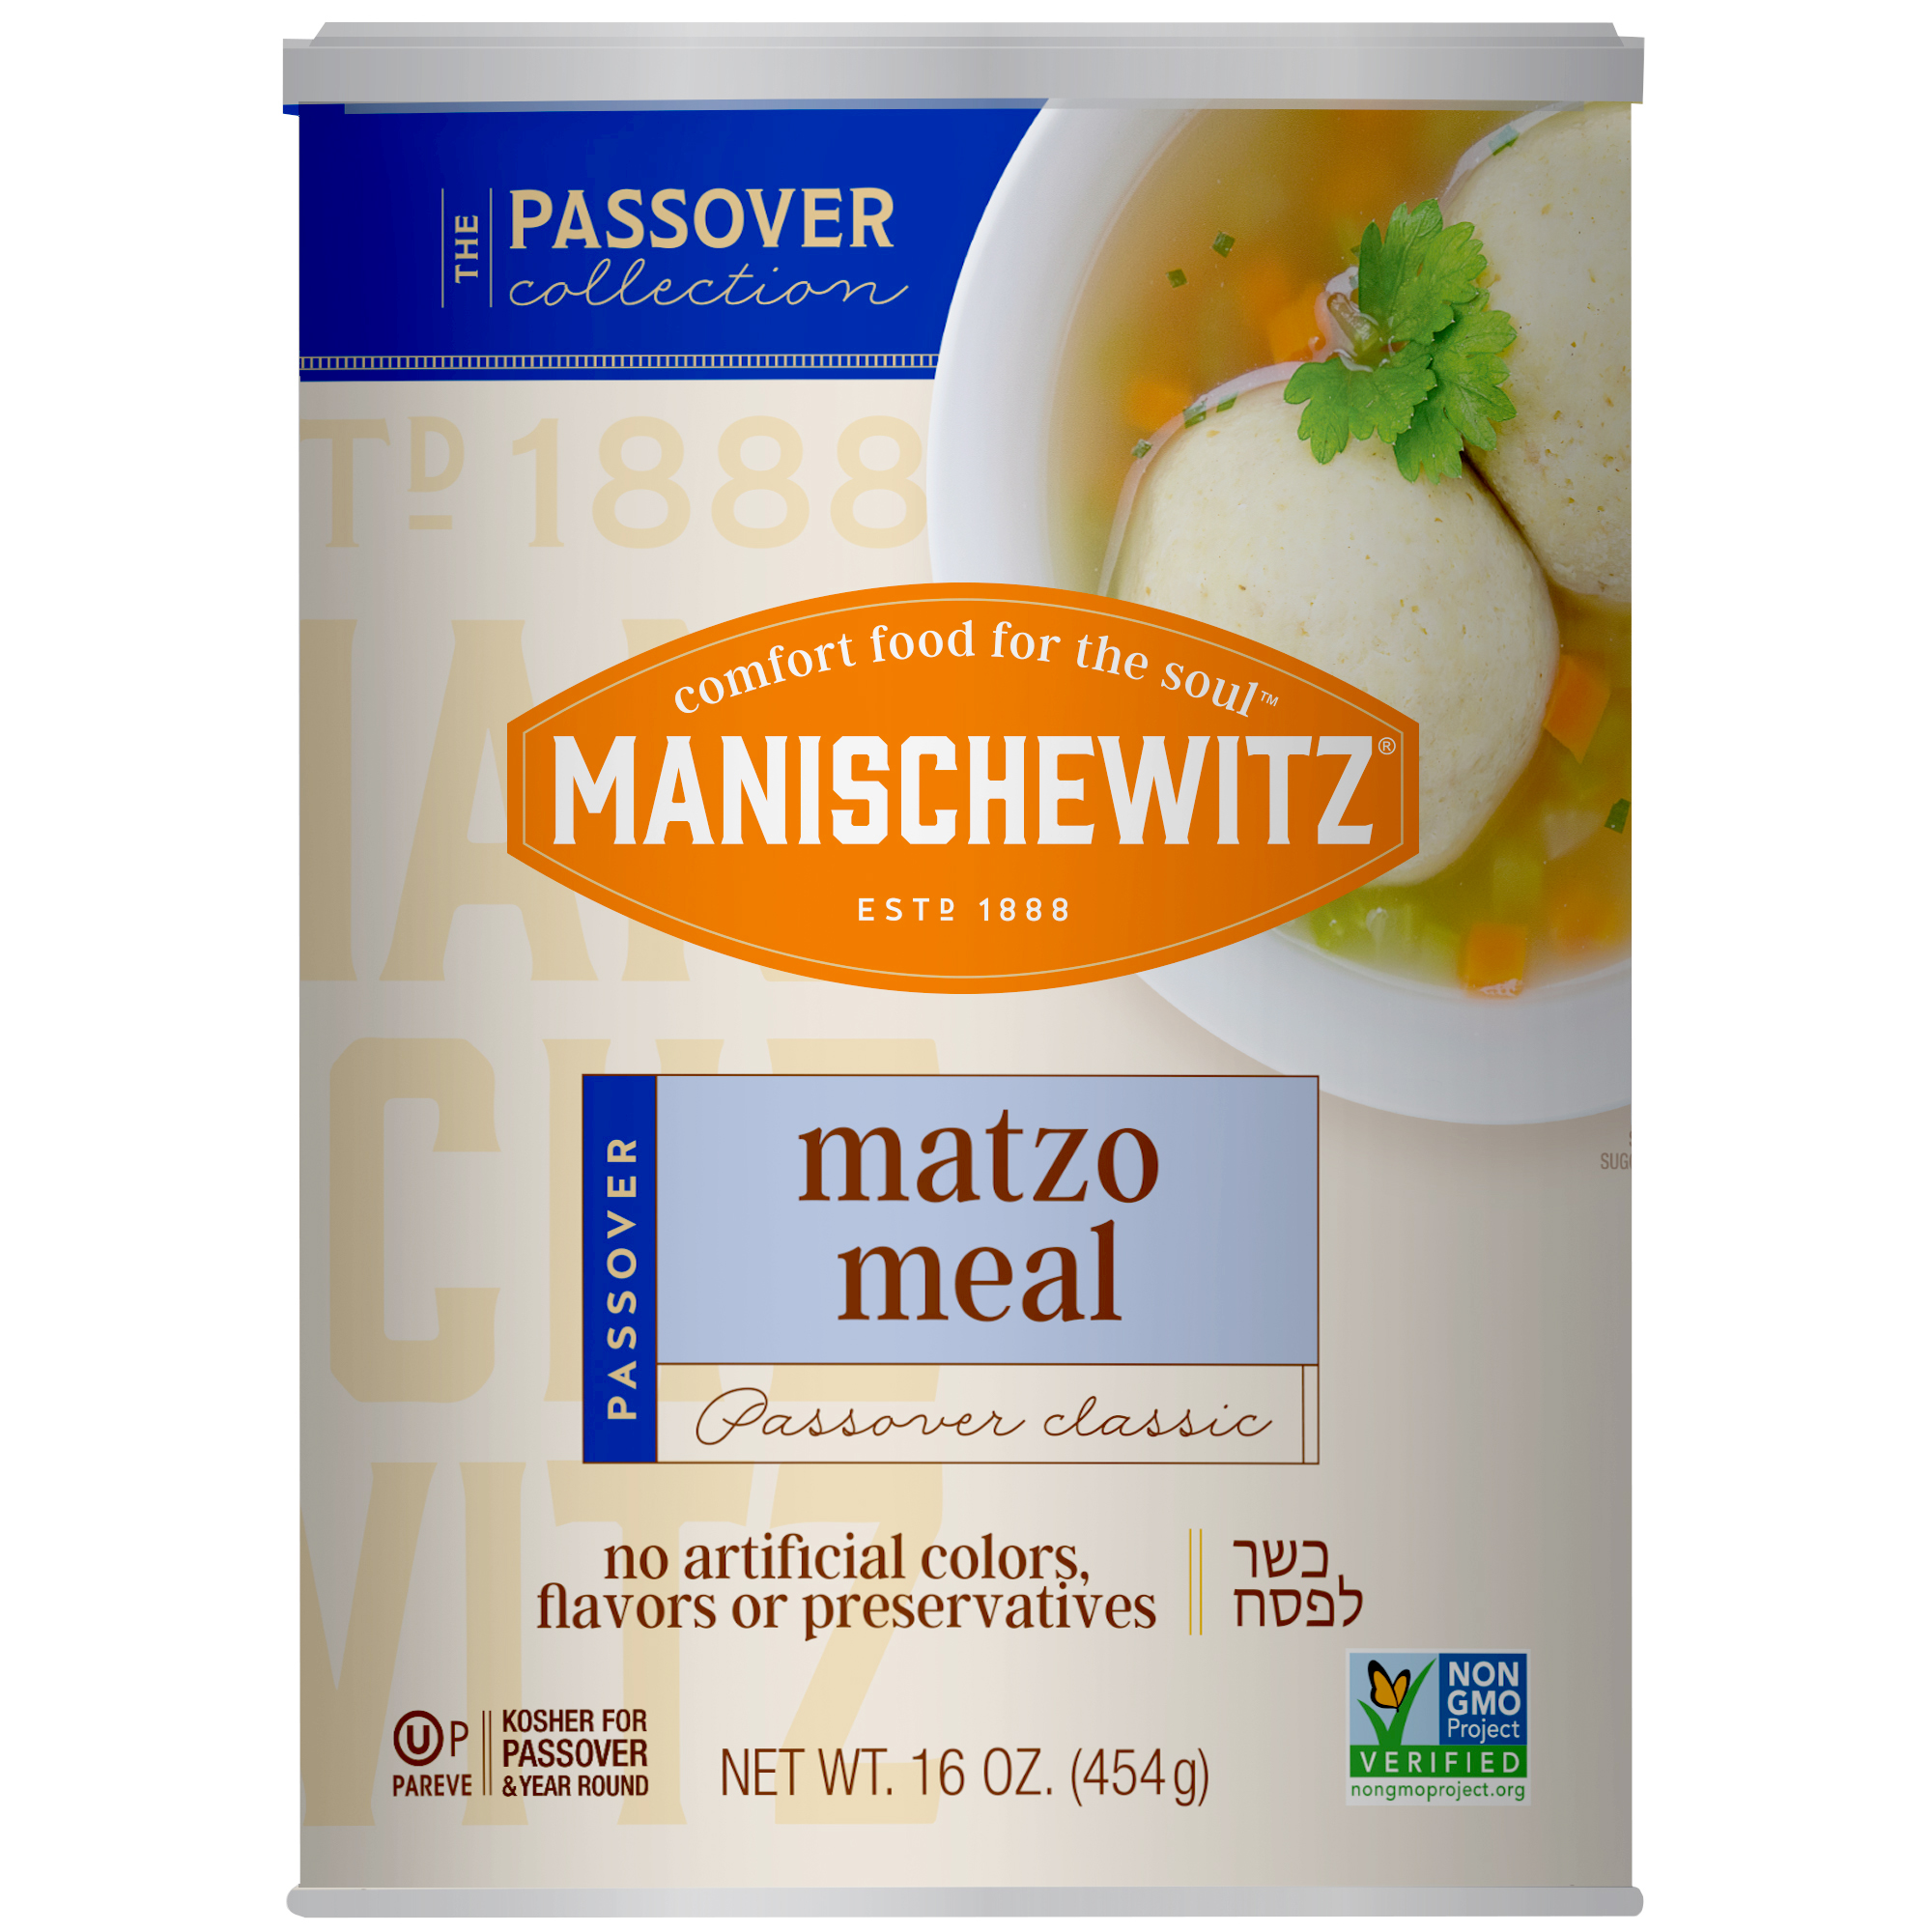 THE
PASSOVER
collection
TD 1888
comfort food for the soul™
MANISCHEWITZ®
ESTD 1888
PASSOVER
matzo
meal
Passover classic
no artificial colors,
flavors or preservatives
כשר
לפסח
U P
PAREVE
KOSHER FOR
PASSOVER
& YEAR ROUND
NET WT. 16 OZ. (454g)
NON
GMO
Project
VERIFIED
nongmoproject.org